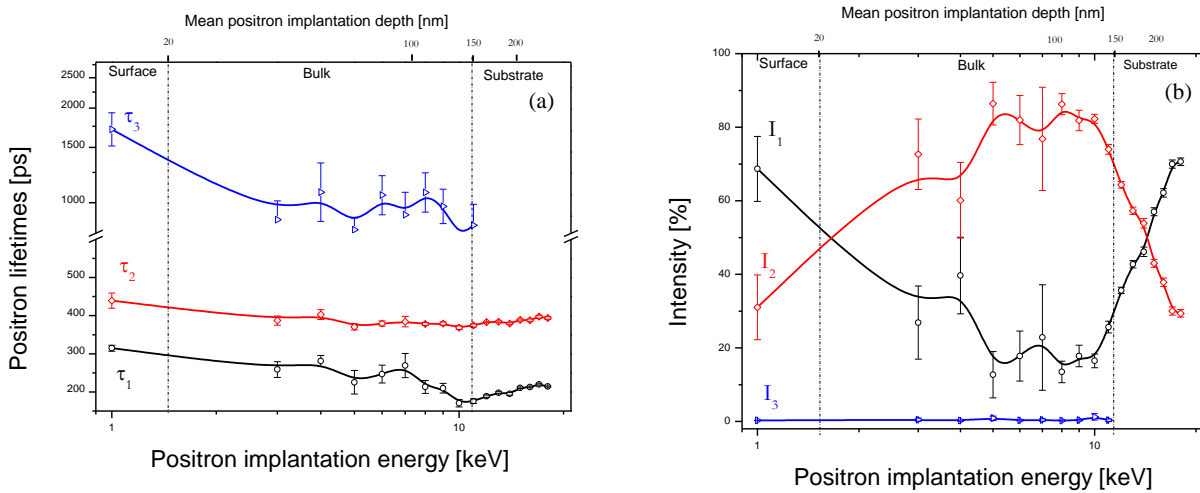 Mean positron implantation depth [nm]
20 100 150 200
Surface Bulk Substrate
(a)
2500
2000
1500
1000
500
400
300
200
τ3
τ2
τ1
Positron lifetimes [ps]
1 10
Positron implantation energy [keV]
Mean positron implantation depth [nm]
20 100 150 200
Surface Bulk Substrate
(b)
100
80
60
40
20
0
I1
I2
I3
Intensity [%]
1 10
Positron implantation energy [keV]